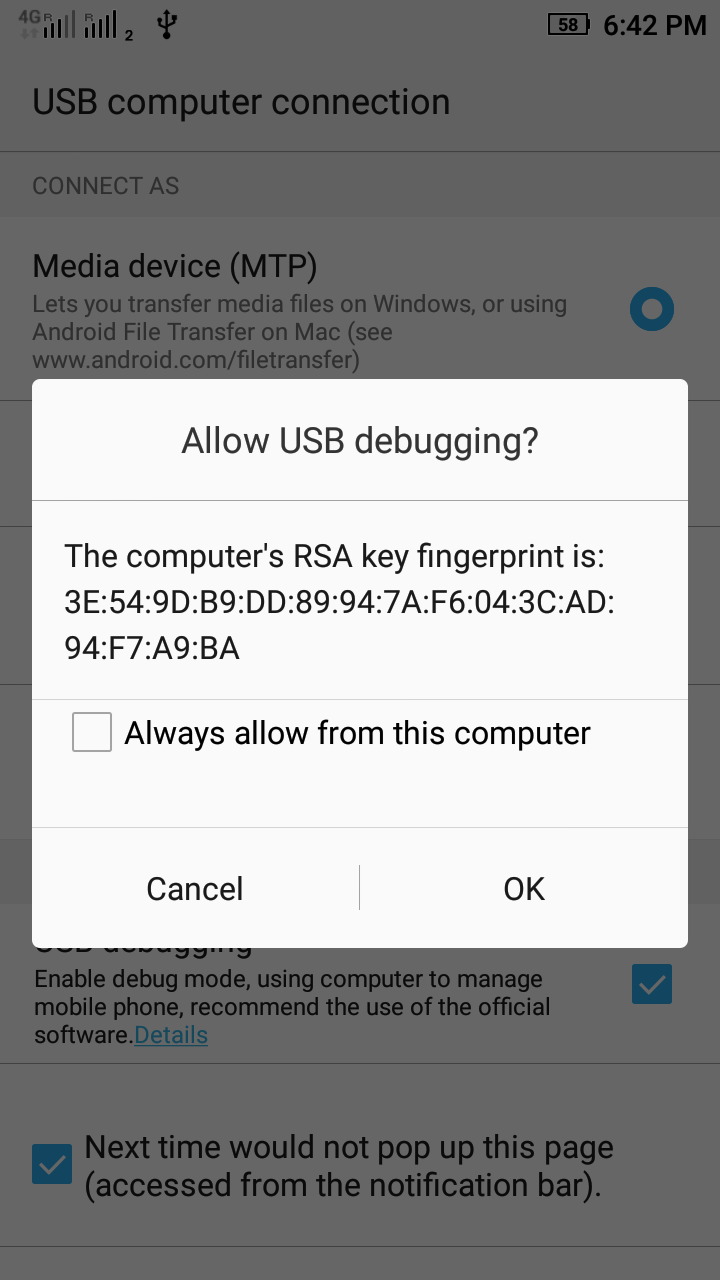 4G R R 2 58 6:42 PM
USB computer connection
CONNECT AS
Media device (MTP)
Lets you transfer media files on Windows, or using
Android File Transfer on Mac (see
www.android.com/filetransfer)
Allow USB debugging?
The computer's RSA key fingerprint is:
3E:54:9D:B9:DD:89:94:7A:F6:04:3C:AD:
94:F7:A9:BA
Always allow from this computer
Cancel
OK
USB debugging
Enable debug mode, using computer to manage
mobile phone, recommend the use of the official
software.Details
Next time would not pop up this page
(accessed from the notification bar).